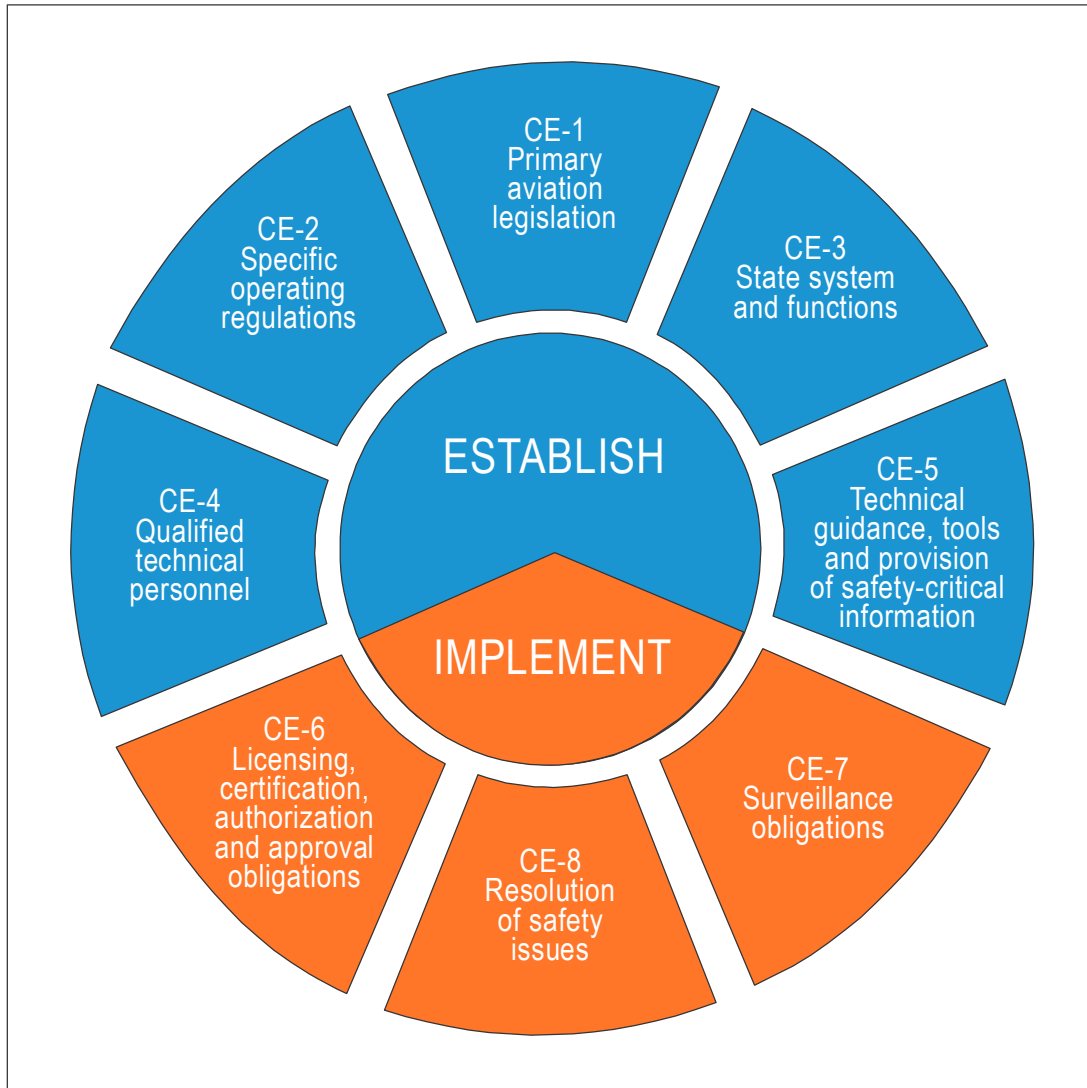 CE-1
Primary
aviation
legislation
CE-2
Specific
operating
regulations
CE-3
State system
and functions
CE-4
Qualified
technical
personnel
ESTABLISH
CE-5
Technical
guidance, tools
and provision
of safety-critical
information
IMPLEMENT
CE-6
Licensing,
certification,
authorization
and approval
obligations
CE-8
Resolution
of safety
issues
CE-7
Surveillance
obligations